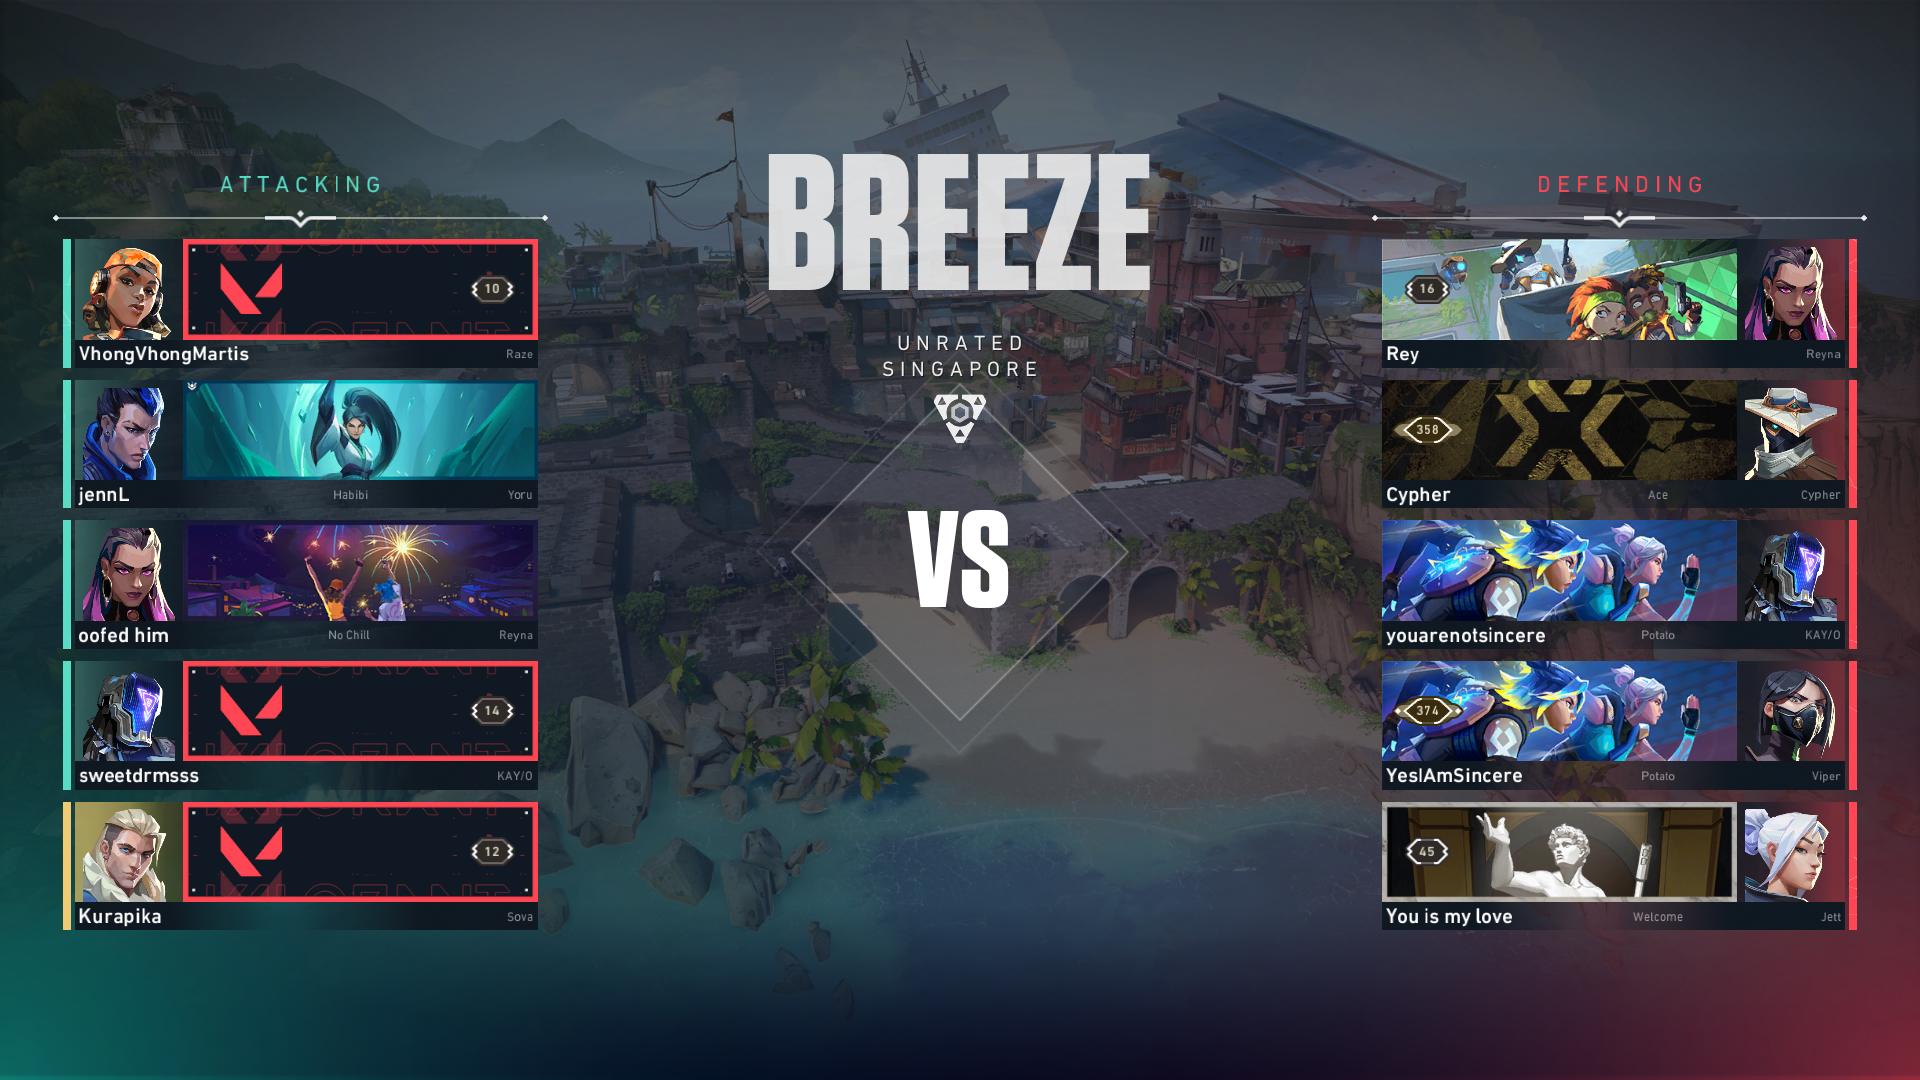 BREEZE
UNRATED
SINGAPORE
VS
ATTACKING
10
VhongVhongMartis Raze
jennL Habibi Yoru
oofed him No Chill Reyna
14
sweetdrmsss KAY/O
12
Kurapika Sova
DEFENDING
16
Rey Reyna
358
Cypher Ace Cypher
youarenotsincere Potato KAY/O
374
YesIAmSincere Potato Viper
45
You is my love Welcome Jett